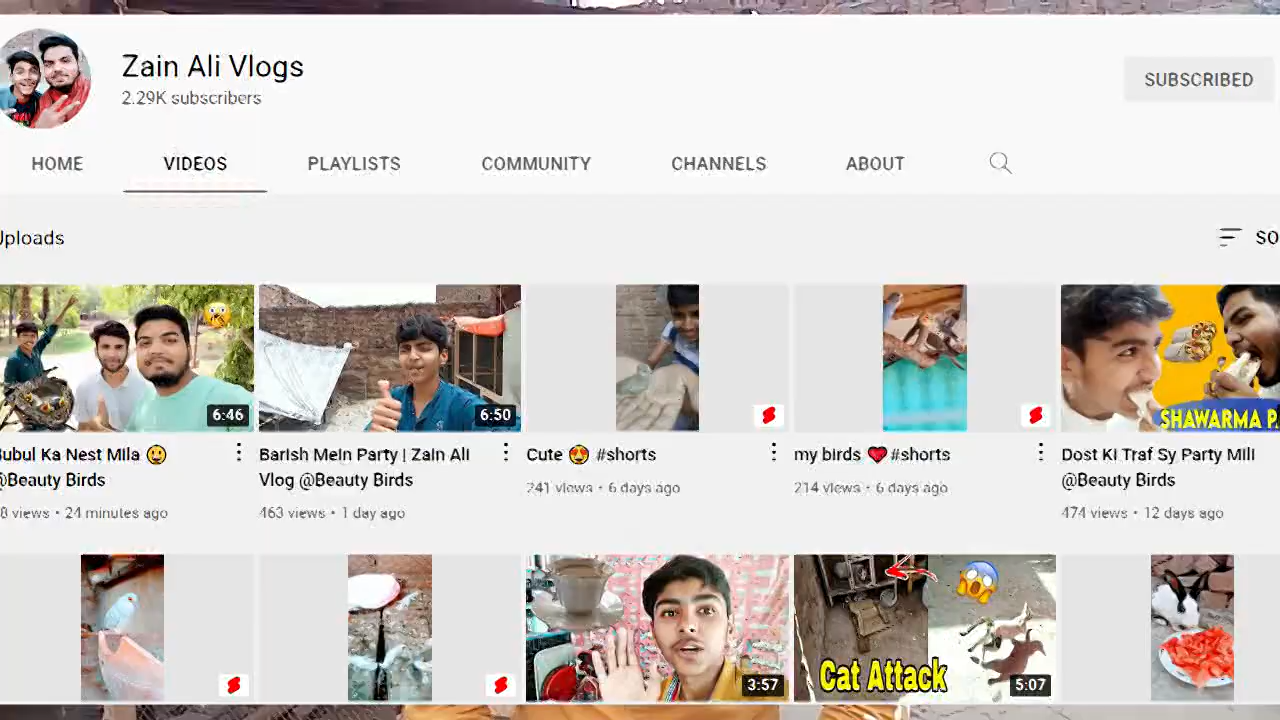 Zain Ali Vlogs
2.29K subscribers
SUBSCRIBED
HOME VIDEOS PLAYLISTS COMMUNITY CHANNELS ABOUT
Uploads
SO
6:46
6:50
SHAWARMA P
Bubul Ka Nest Mila
@Beauty Birds
8 views • 24 minutes ago
Barish Mein Party | Zain Ali
Vlog @Beauty Birds
463 views • 1 day ago
Cute 😍 #shorts
241 views • 6 days ago
my birds ❤️ #shorts
214 views • 6 days ago
Dost Ki Traf Sy Party Mili
@Beauty Birds
474 views • 12 days ago
3:57
Cat Attack
5:07